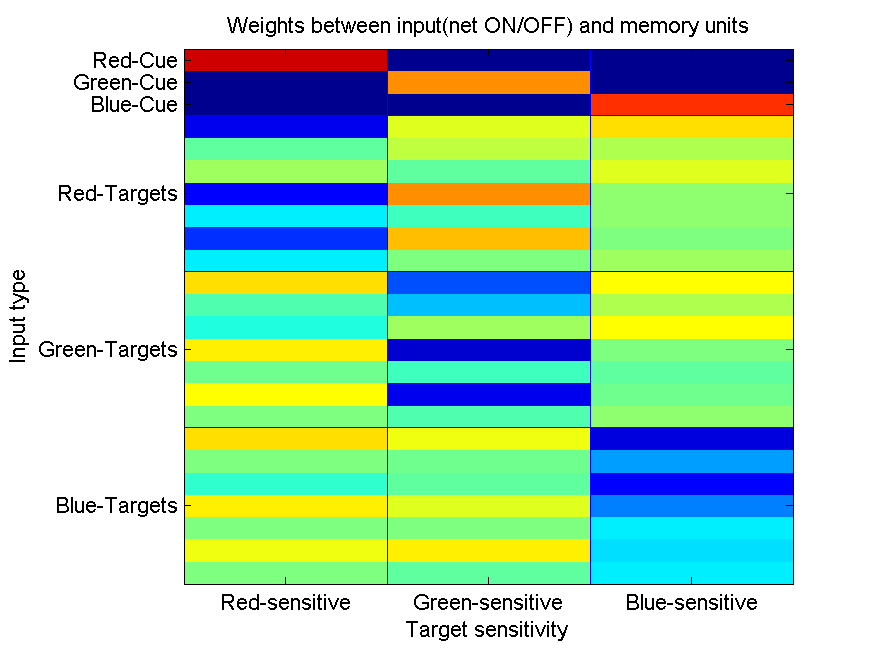 Weights between input(net ON/OFF) and memory units
Red-Cue
Green-Cue
Blue-Cue
Red-Targets
Green-Targets
Blue-Targets
Input type
Red-sensitive
Green-sensitive
Blue-sensitive
Target sensitivity